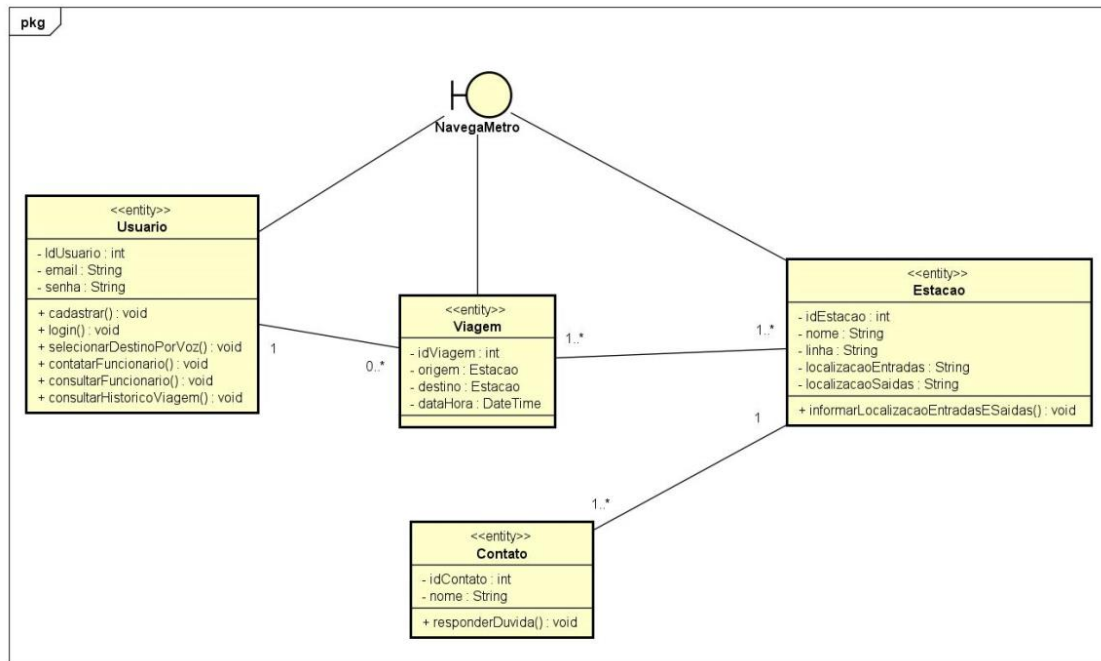 pkg
NavegaMetro
<<entity>>
Usuario
- IdUsuario : int
- email : String
- senha : String
+ cadastrar() : void
+ login() : void
+ selecionarDestinoPorVoz() : void
+ contatarFuncionario() : void
+ consultarFuncionario() : void
+ consultarHistoricoViagem() : void
1
0..*
<<entity>>
Viagem
- idViagem : int
- origem : Estacao
- destino : Estacao
- dataHora : DateTime
1..*
1..*
<<entity>>
Estacao
- idEstacao : int
- nome : String
- linha : String
- localizacaoEntradas : String
- localizacaoSaidas : String
+ informarLocalizacaoEntradasESaidas() : void
1
1..*
<<entity>>
Contato
- idContato : int
- nome : String
+ responderDuvida() : void